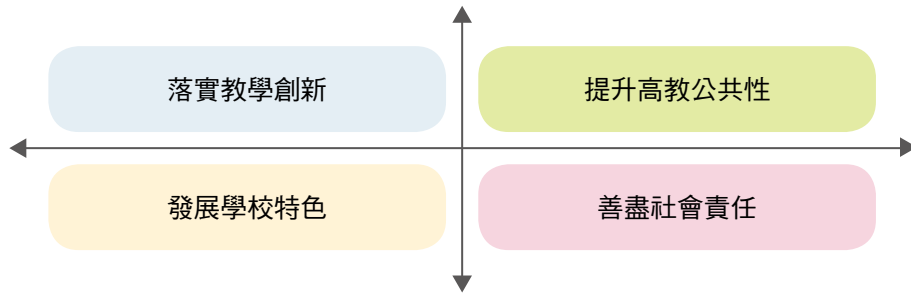 落實教學創新
提升高教公共性
發展學校特色
善盡社會責任